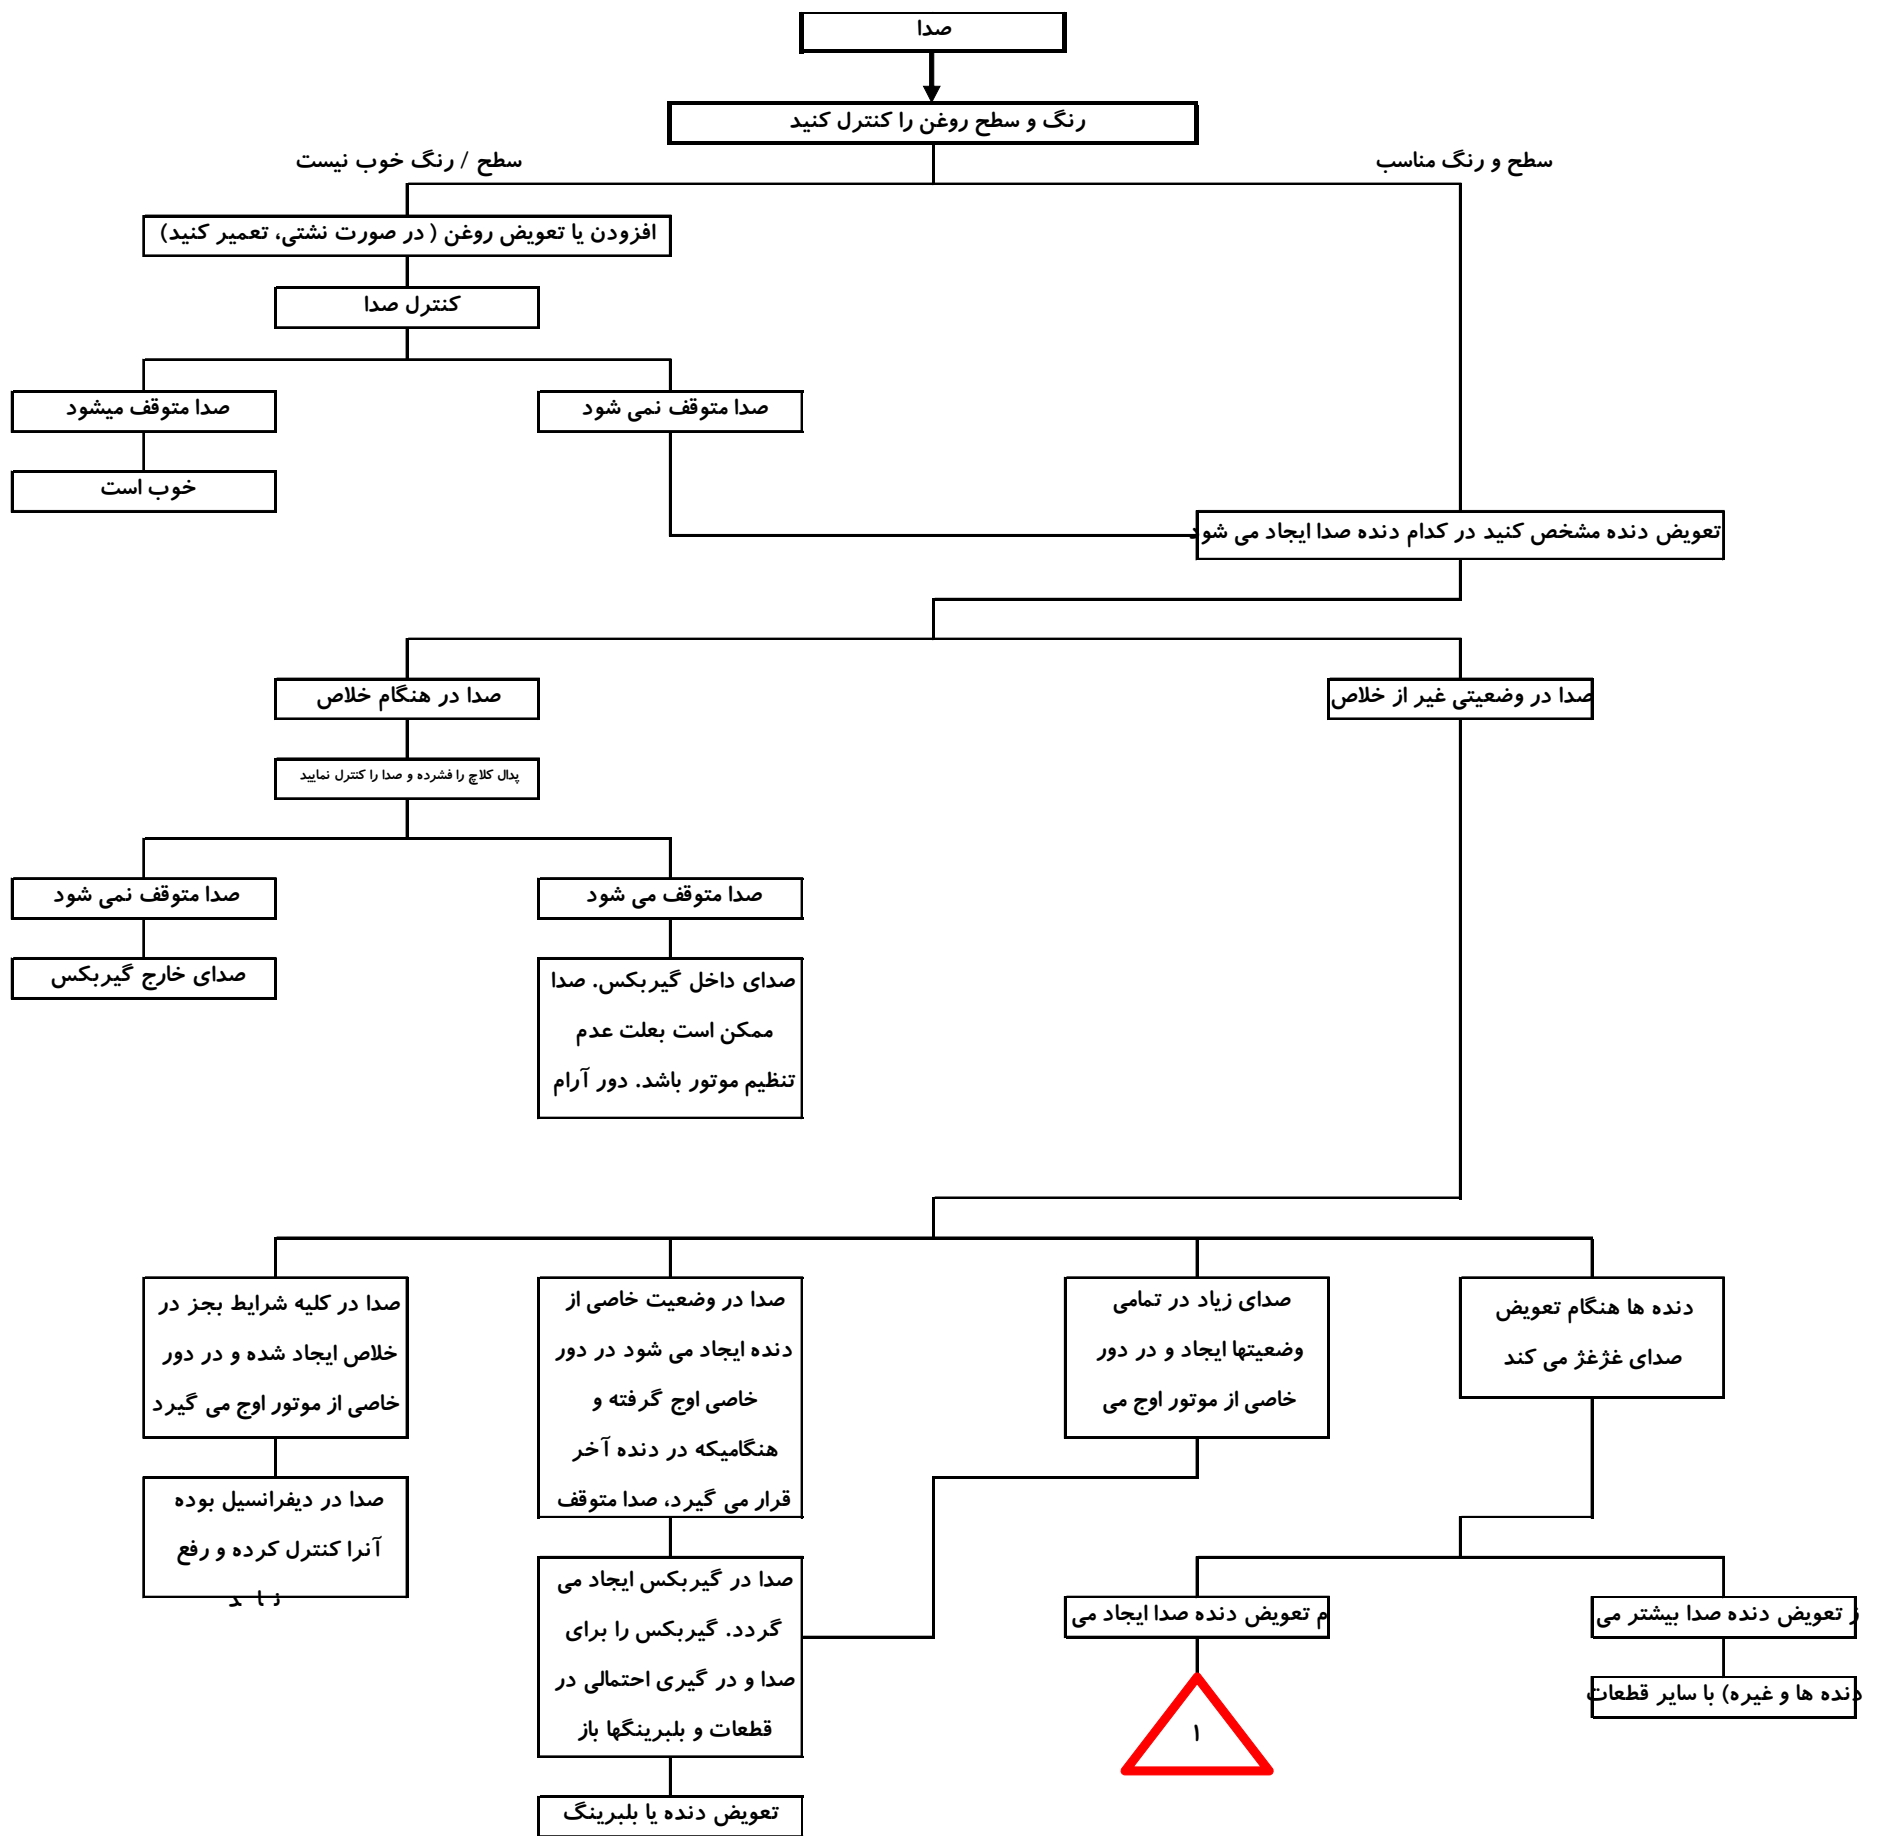 صدا
رنگ و سطح روغن را کنترل کنید
سطح و رنگ مناسب
سطح / رنگ خوب نیست
افزودن یا تعویض روغن ( در صورت نشتی، تعمیر کنید)
کنترل صدا
صدا متوقف نمی شود
صدا متوقف میشود
خوب است
تعویض دنده مشخص کنید در کدام دنده صدا ایجاد می شود
صدا در وضعیتی غیر از خلاص
صدا در هنگام خلاص
پدال کلاچ را فشرده و صدا را کنترل نمایید
صدا متوقف می شود
صدا متوقف نمی شود
صدای داخل گیربکس. صدا
ممکن است بعلت عدم
تنظیم موتور باشد. دور آرام
صدای خارج گیربکس
دنده ها هنگام تعویض
صدای غژغژ می کند
صدای زیاد در تمامی
وضعیتها ایجاد و در دور
خاصی از موتور اوج می
صدا در وضعیت خاصی از
دنده ایجاد می شود در دور
خاصی اوج گرفته و
هنگامیکه در دنده آخر
قرار می گیرد، صدا متوقف
صدا در کلیه شرایط بجز در
خلاص ایجاد شده و در دور
خاصی از موتور اوج می گیرد
صدا در دیفرانسیل بوده
آنرا کنترل کرده و رفع
صدا در گیربکس ایجاد می
گردد. گیربکس را برای
صدا و در گیری احتمالی در
قطعات و بلبرینگها باز
تعویض دنده یا بلبرینگ
تعویض دنده صدا بیشتر می
دنده ها و غیره) با سایر قطعات
م تعویض دنده صدا ایجاد می
۱